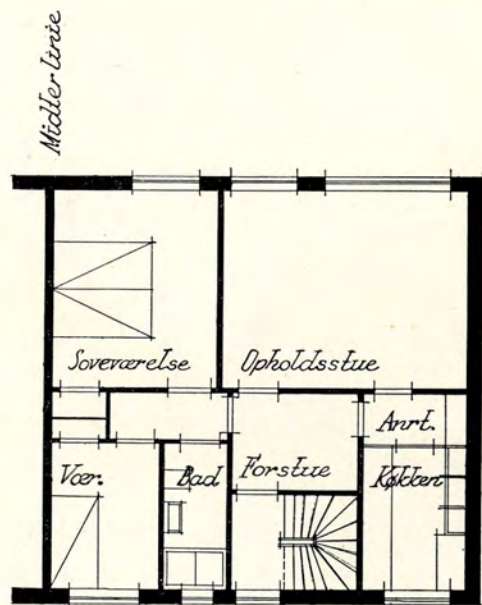 Midterlinie
Soveværelse
Opholdsstue
Anrt.
Vær.
Bad
Forstue
Køkken